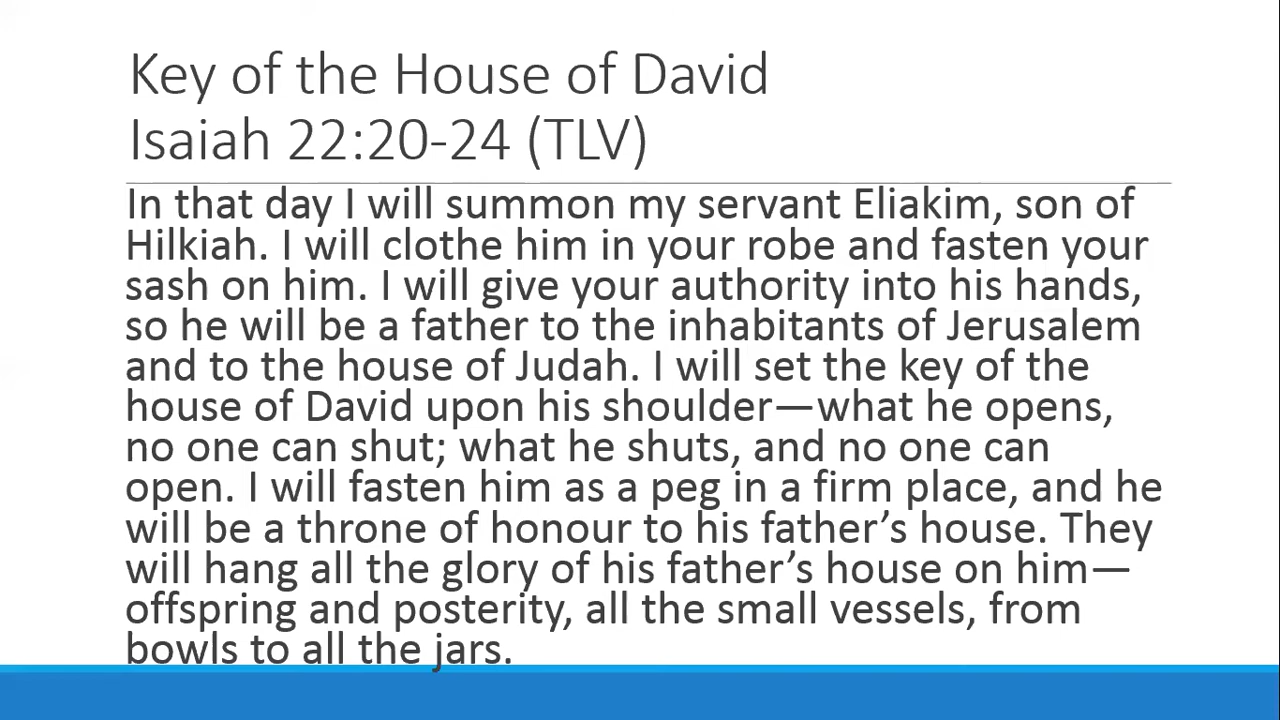 Key of the House of David
Isaiah 22:20-24 (TLV)
In that day I will summon my servant Eliakim, son of
Hilkiah. I will clothe him in your robe and fasten your
sash on him. I will give your authority into his hands,
so he will be a father to the inhabitants of Jerusalem
and to the house of Judah. I will set the key of the
house of David upon his shoulder—what he opens,
no one can shut; what he shuts, and no one can
open. I will fasten him as a peg in a firm place, and he
will be a throne of honour to his father’s house. They
will hang all the glory of his father’s house on him—
offspring and posterity, all the small vessels, from
bowls to all the jars.